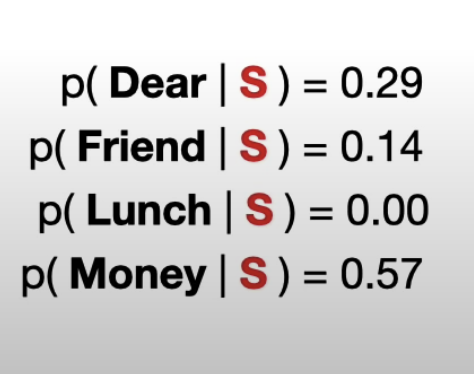 p( Dear | S ) = 0.29
p( Friend | S ) = 0.14
p( Lunch | S ) = 0.00
p( Money | S ) = 0.57